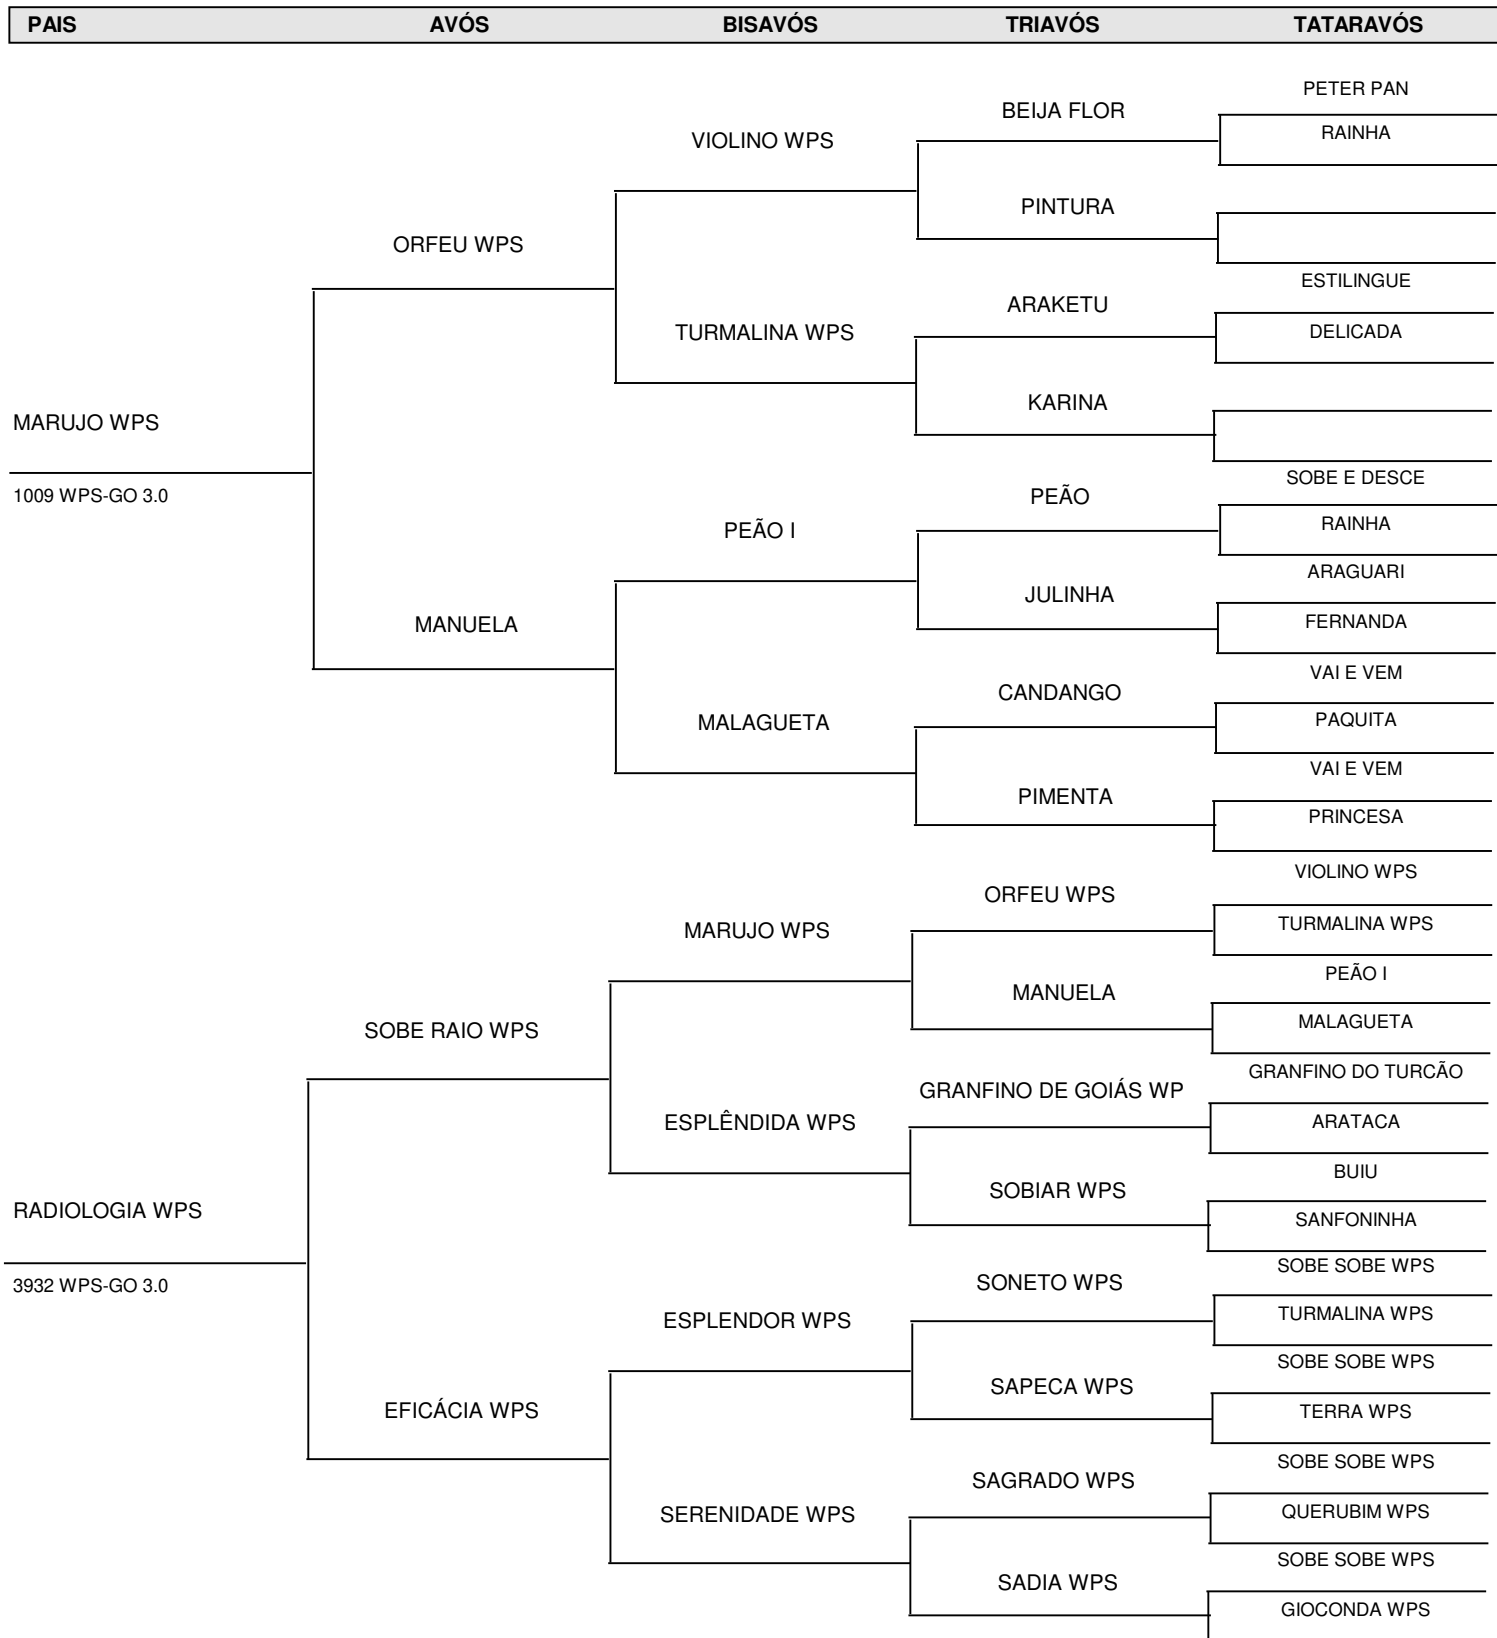 PAIS AVÓS BISAVÓS TRIAVÓS TATARAVÓS
PETER PAN
BEIJA FLOR
RAINHA
VIOLINO WPS
PINTURA
ORFEU WPS
ESTILINGUE
ARAKETU
DELICADA
TURMALINA WPS
KARINA
MARUJO WPS
1009 WPS-GO 3.0
SOBE E DESCE
PEÃO
RAINHA
PEÃO I
ARAGUARI
JULINHA
FERNANDA
MANUELA
VAI E VEM
CANDANGO
PAQUITA
MALAGUETA
VAI E VEM
PIMENTA
PRINCESA
VIOLINO WPS
ORFEU WPS
TURMALINA WPS
MARUJO WPS
PEÃO I
MANUELA
MALAGUETA
SOBE RAIO WPS
GRANFINO DO TURCÃO
GRANFINO DE GOIÁS WP
ARATACA
ESPLÊNDIDA WPS
BUIU
SOBIAR WPS
SANFONINHA
RADIOLOGIA WPS
3932 WPS-GO 3.0
SOBE SOBE WPS
SONETO WPS
TURMALINA WPS
ESPLENDOR WPS
SOBE SOBE WPS
SAPECA WPS
TERRA WPS
EFICÁCIA WPS
SOBE SOBE WPS
SAGRADO WPS
QUERUBIM WPS
SERENIDADE WPS
SOBE SOBE WPS
SADIA WPS
GIOCONDA WPS